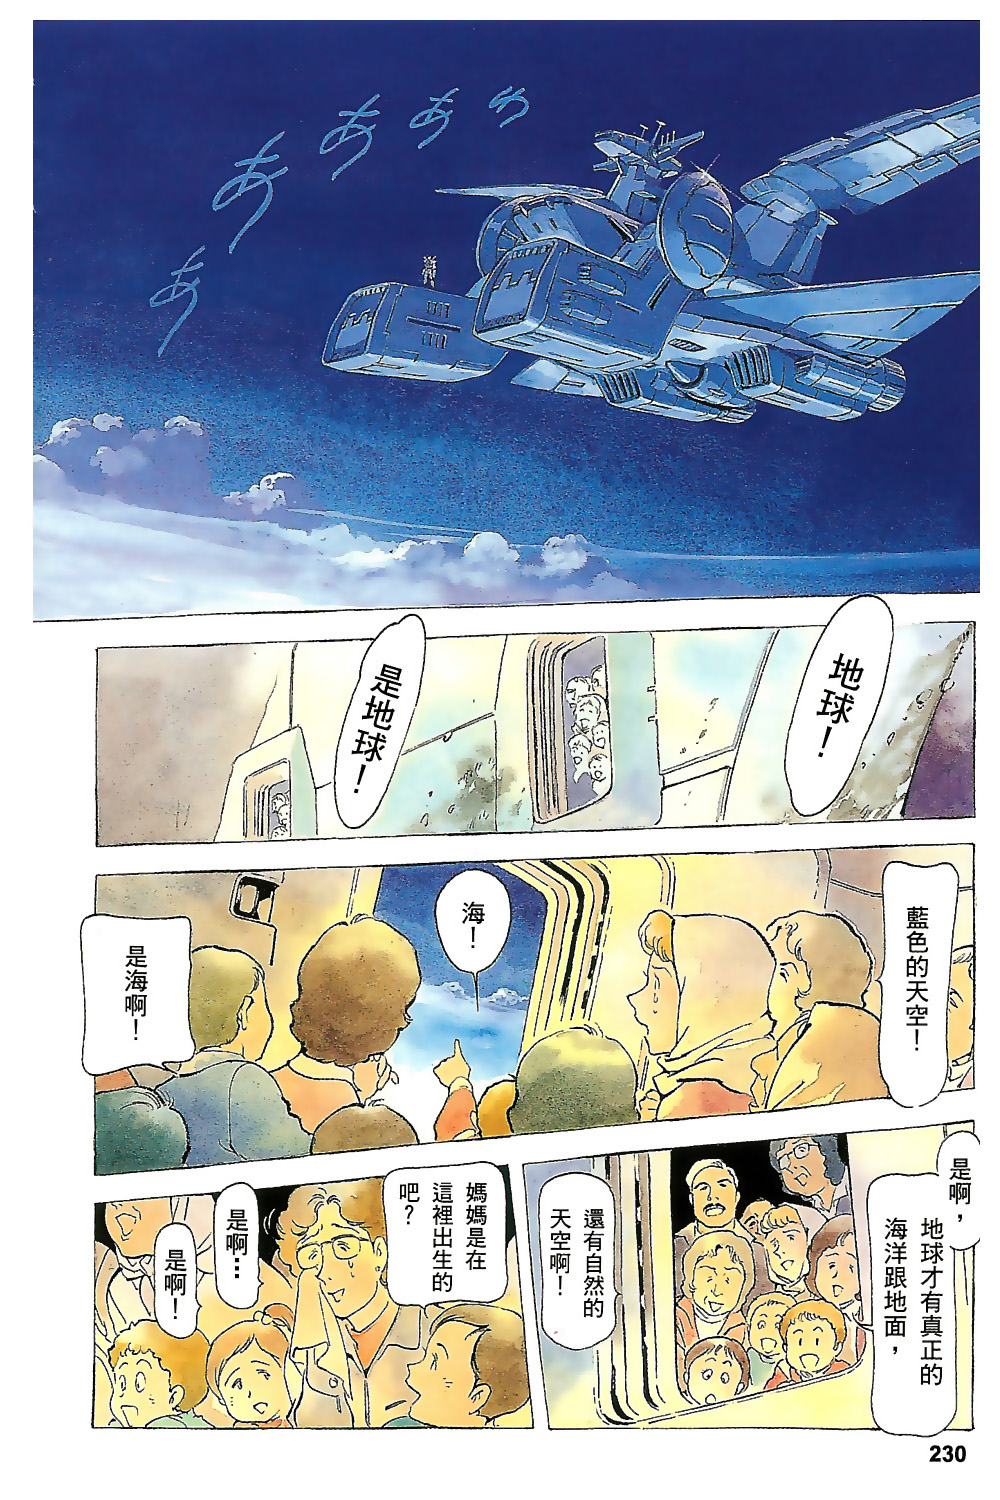 あ
あ
あ
あ
め
地球！
是地球！
藍色的天空！
海！
是海啊！
是啊，
地球才有真正的
海洋跟地面，
還有自然的
天空啊！
媽媽是在
這裡出生的
吧？
是啊…
是啊！
230